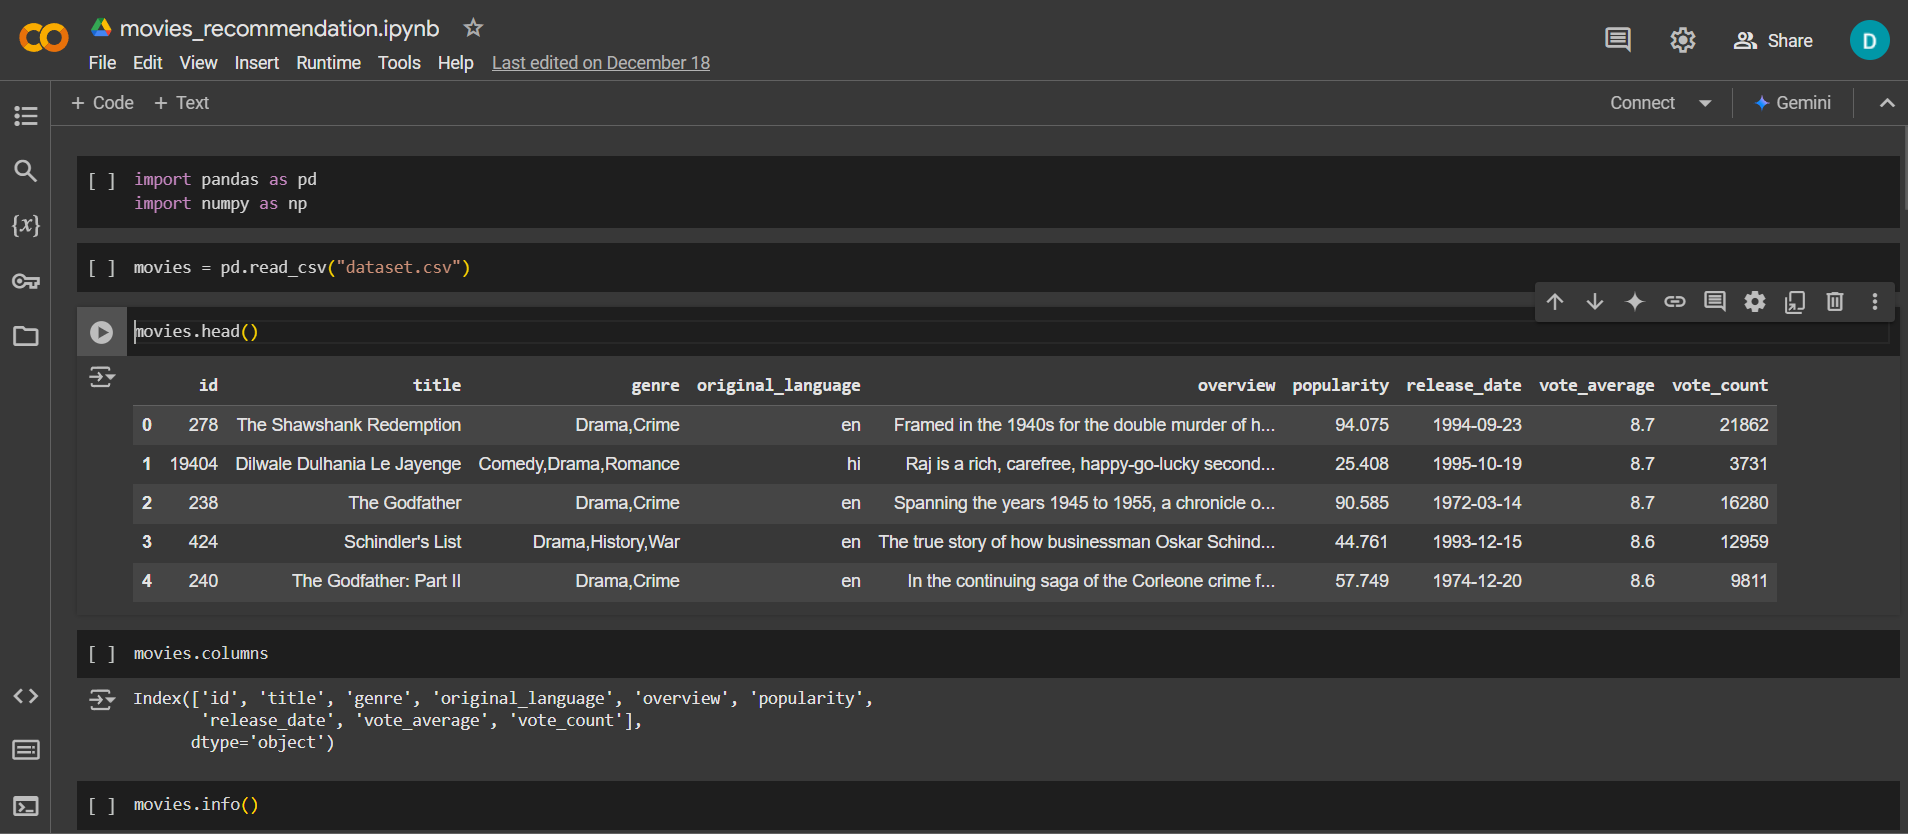 movies_recommendation.ipynb
File Edit View Insert Runtime Tools Help Last edited on December 18
Share
D
+ Code + Text
Connect
Gemini
[ ] import pandas as pd
import numpy as np
[ ] movies = pd.read_csv("dataset.csv")
movies.head()
id title genre original_language overview popularity release_date vote_average vote_count
0 278 The Shawshank Redemption Drama,Crime en Framed in the 1940s for the double murder of h... 94.075 1994-09-23 8.7 21862
1 19404 Dilwale Dulhania Le Jayenge Comedy,Drama,Romance hi Raj is a rich, carefree, happy-go-lucky second... 25.408 1995-10-19 8.7 3731
2 238 The Godfather Drama,Crime en Spanning the years 1945 to 1955, a chronicle o... 90.585 1972-03-14 8.7 16280
3 424 Schindler's List Drama,History,War en The true story of how businessman Oskar Schind... 44.761 1993-12-15 8.6 12959
4 240 The Godfather: Part II Drama,Crime en In the continuing saga of the Corleone crime f... 57.749 1974-12-20 8.6 9811
[ ] movies.columns
Index(['id', 'title', 'genre', 'original_language', 'overview', 'popularity',
'release_date', 'vote_average', 'vote_count'],
dtype='object')
[ ] movies.info()